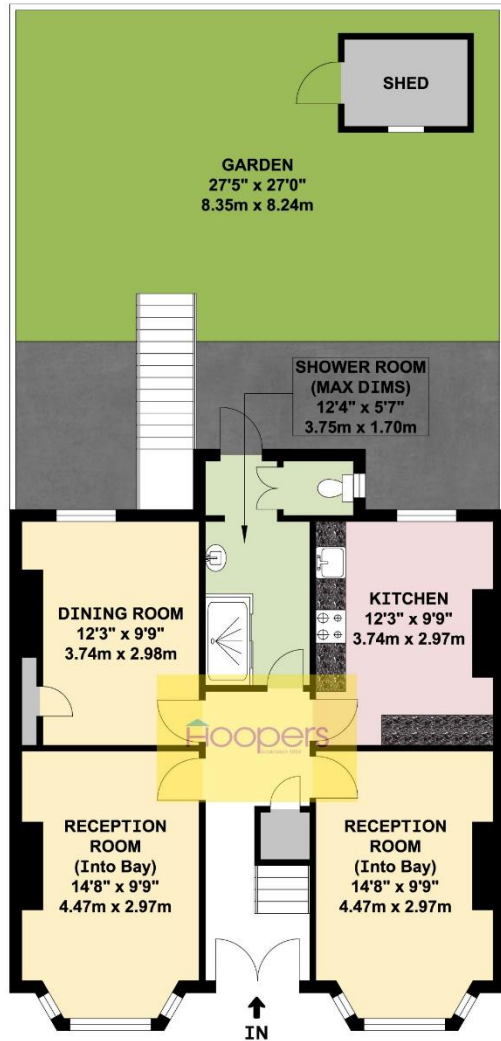 SHED
GARDEN
27'5" x 27'0"
8.35m x 8.24m
SHOWER ROOM
(MAX DIMS)
12'4" x 5'7"
3.75m x 1.70m
DINING ROOM
12'3" x 9'9"
3.74m x 2.98m
KITCHEN
12'3" x 9'9"
3.74m x 2.97m
Hoopers
RECEPTION
ROOM
(Into Bay)
14'8" x 9'9"
4.47m x 2.97m
RECEPTION
ROOM
(Into Bay)
14'8" x 9'9"
4.47m x 2.97m
IN